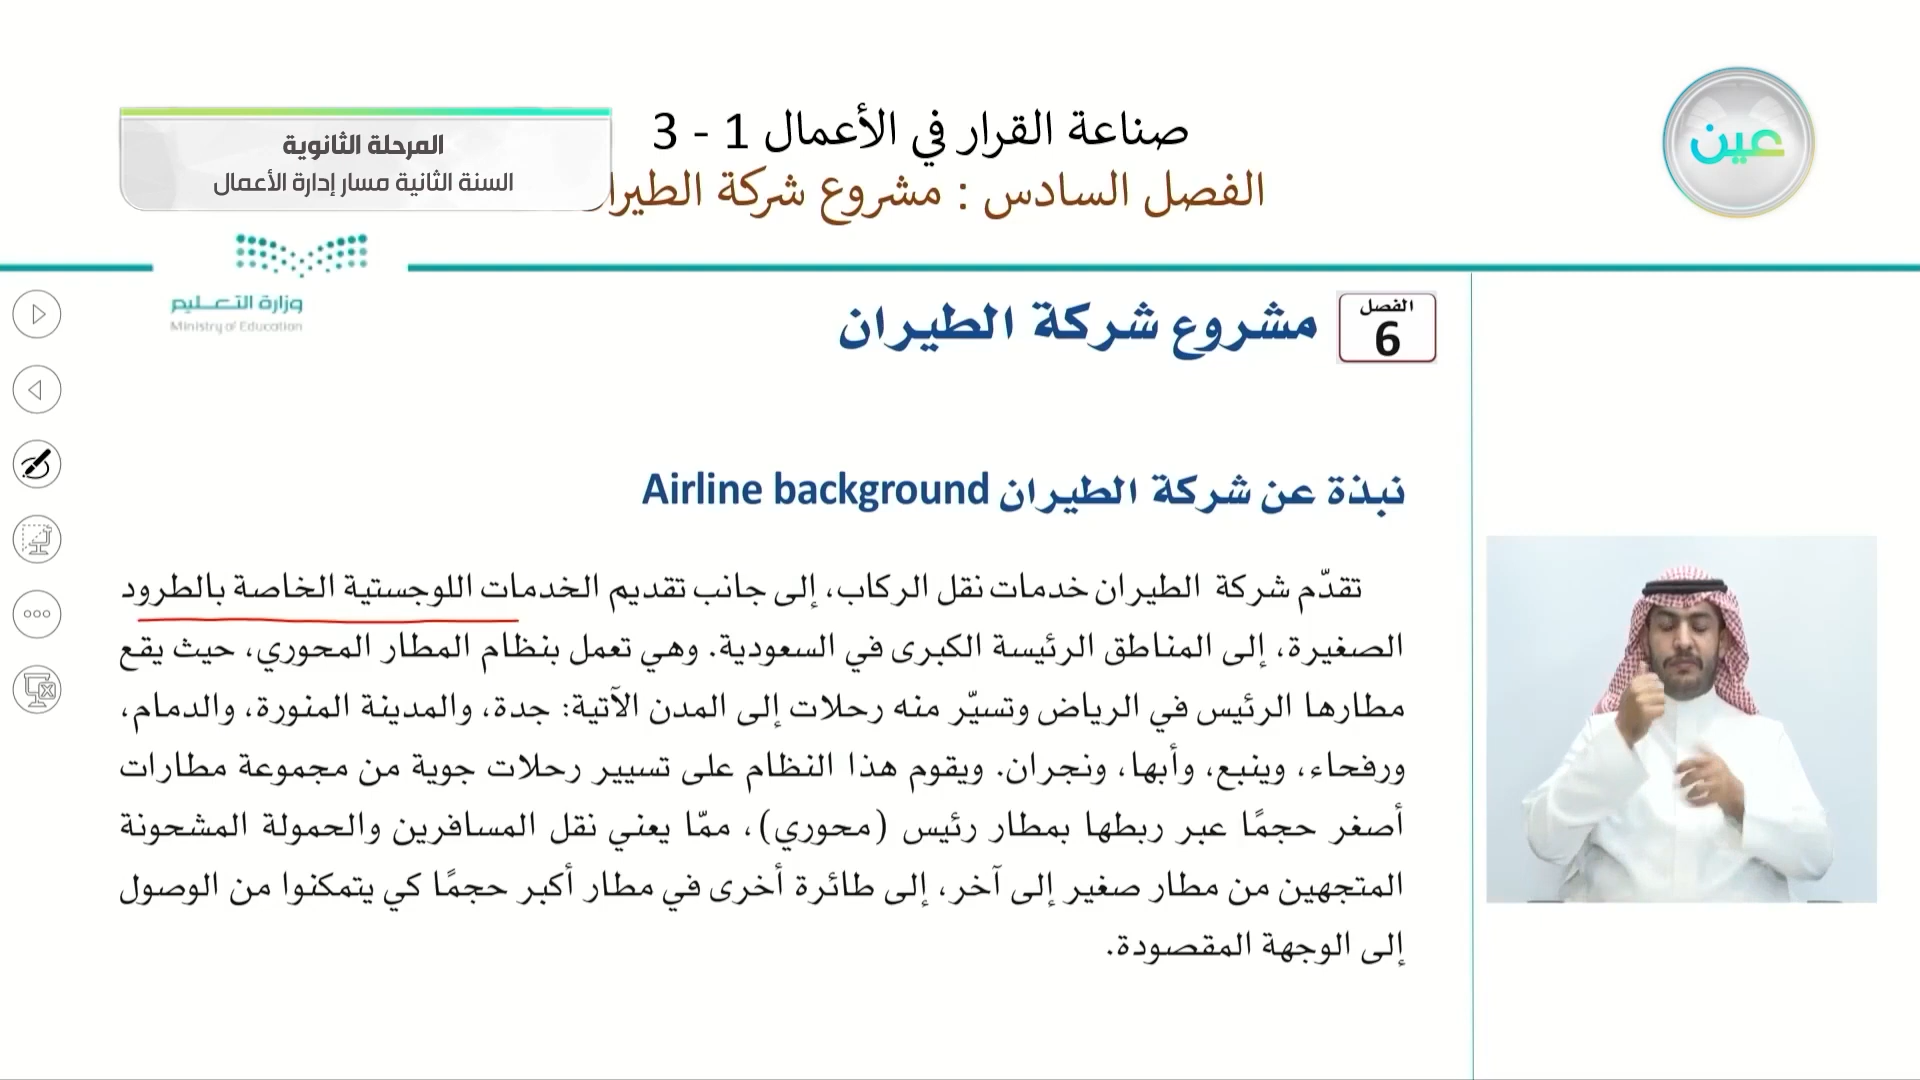 صناعة القرار في الأعمال 1 - 3
الفصل السادس : مشروع شركة الطيرا
المرحلة الثانوية
السنة الثانية مسار إدارة الأعمال
عين
وزارة التعليم
Ministry of Education
الفصل
6
مشروع شركة الطيران
نبذة عن شركة الطيران Airline background
تقدّم شركة الطيران خدمات نقل الركاب، إلى جانب تقديم الخدمات اللوجستية الخاصة بالطرود
الصغيرة، إلى المناطق الرئيسة الكبرى في السعودية. وهي تعمل بنظام المطار المحوري، حيث يقع
مطارها الرئيس في الرياض وتسيّر منه رحلات إلى المدن الآتية: جدة، والمدينة المنورة، والدمام،
ورفحاء، وينبع، وأبها، ونجران. ويقوم هذا النظام على تسيير رحلات جوية من مجموعة مطارات
أصغر حجمًا عبر ربطها بمطار رئيس (محوري)، ممّا يعني نقل المسافرين والحمولة المشحونة
المتجهين من مطار صغير إلى آخر، إلى طائرة أخرى في مطار أكبر حجمًا كي يتمكنوا من الوصول
إلى الوجهة المقصودة.